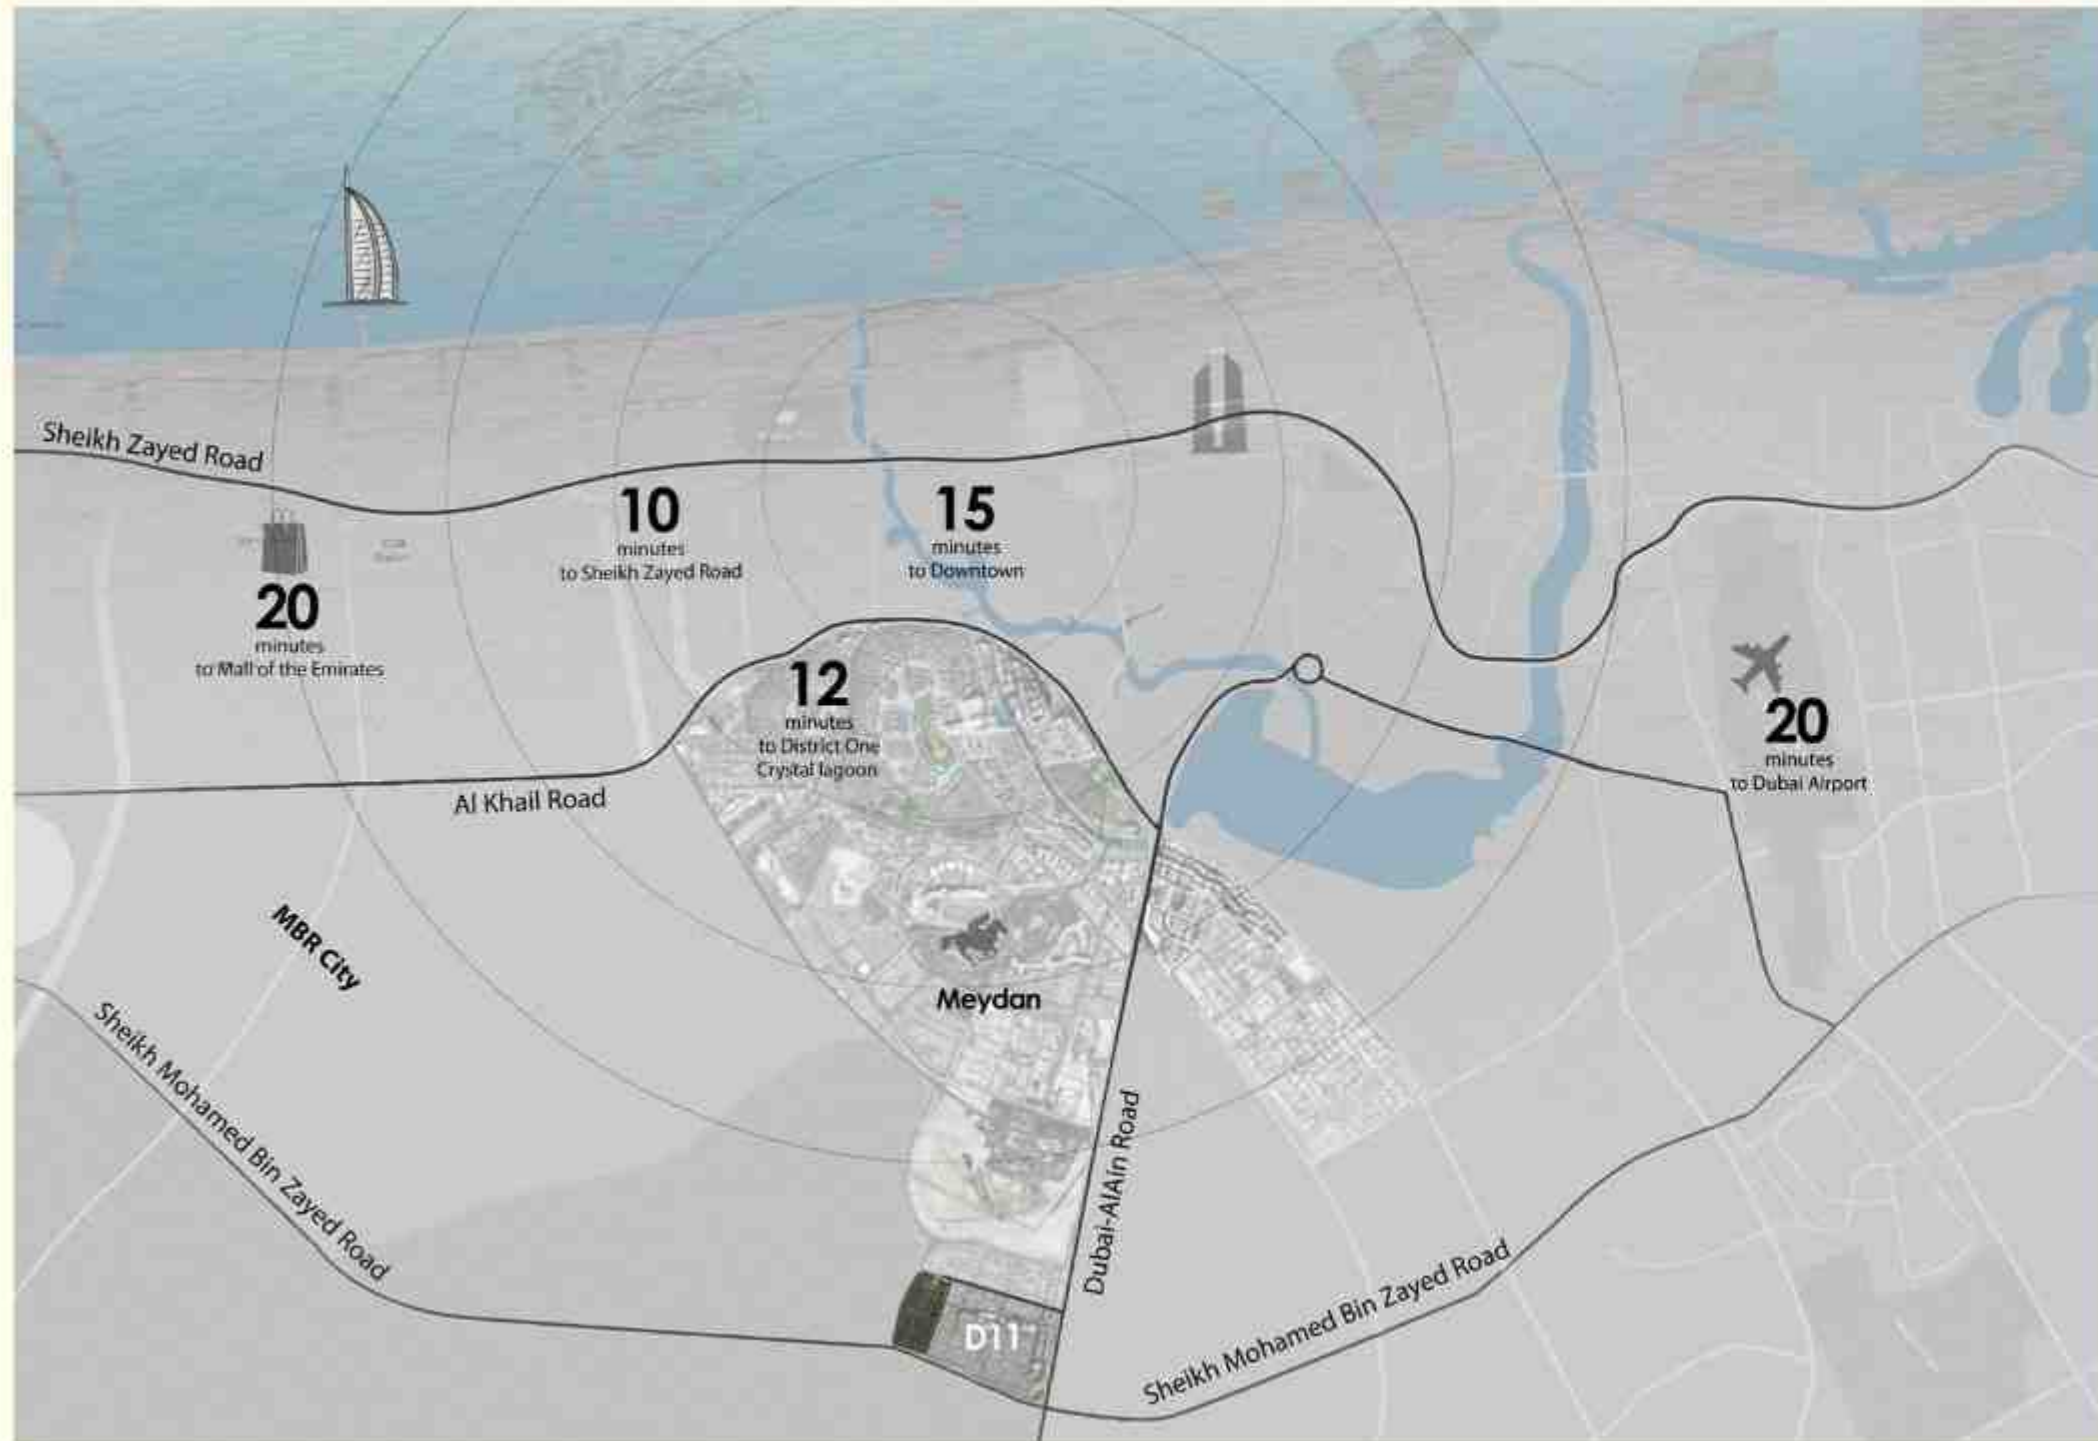 Sheikh Zayed Road
10
minutes
to Sheikh Zayed Road
15
minutes
to Downtown
20
minutes
to Mall of the Emirates
12
minutes
to District One
Crystal lagoon
20
minutes
to Dubai Airport
Al Khail Road
MBR City
Meydan
Sheikh Mohamed Bin Zayed Road
Dubai-AlAin Road
D11
Sheikh Mohamed Bin Zayed Road